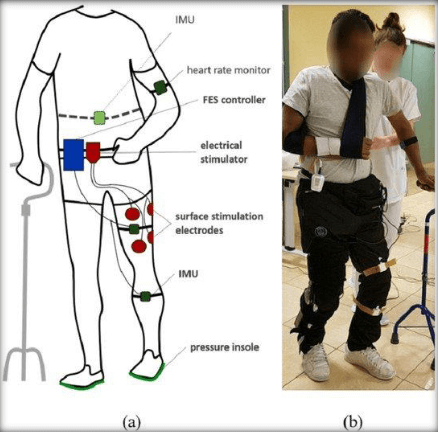 IMU
heart rate monitor
FES controller
electrical
stimulator
surface stimulation
electrodes
IMU
pressure insole
(a)
(b)